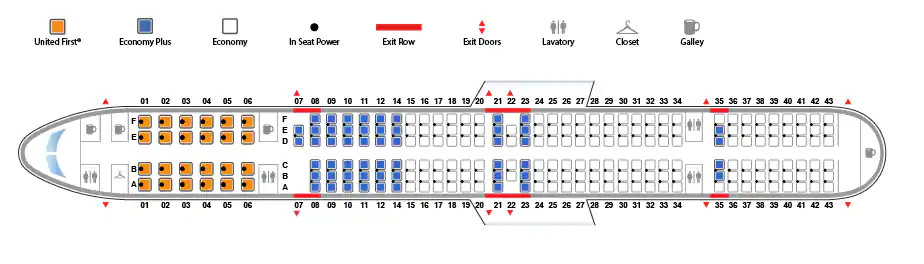 United First® Economy Plus Economy In Seat Power Exit Row Exit Doors Lavatory Closet Galley
01 02 03 04 05 06 07 08 09 10 11 12 14 15 16 17 18 19 20 21 22 23 24 25 26 27 28 29 30 31 32 33 34 35 36 37 38 39 40 41 42 43
F F
E E
D
C
B B
A A
01 02 03 04 05 06 07 08 09 10 11 12 14 15 16 17 18 19 20 21 22 23 24 25 26 27 28 29 30 31 32 33 34 35 36 37 38 39 40 41 42 43